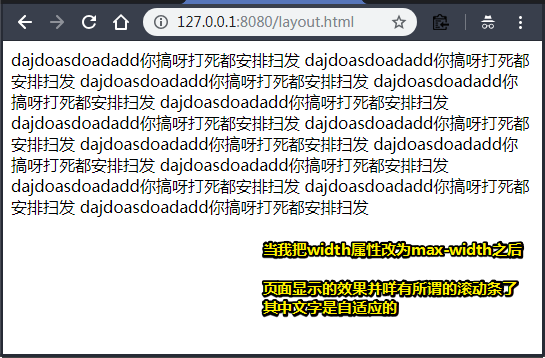 127.0.0.1:8080/layout.html
dajdoasdoadadd你搞呀打死都安排扫发 dajdoasdoadadd你搞呀打死都
安排扫发 dajdoasdoadadd你搞呀打死都安排扫发 dajdoasdoadadd你
搞呀打死都安排扫发 dajdoasdoadadd你搞呀打死都安排扫发
dajdoasdoadadd你搞呀打死都安排扫发 dajdoasdoadadd你搞呀打死都
安排扫发 dajdoasdoadadd你搞呀打死都安排扫发 dajdoasdoadadd你
搞呀打死都安排扫发 dajdoasdoadadd你搞呀打死都安排扫发
dajdoasdoadadd你搞呀打死都安排扫发 dajdoasdoadadd你搞呀打死都
安排扫发 dajdoasdoadadd你搞呀打死都安排扫发
当我把width属性改为max-width之后
页面显示的效果并咩有所谓的滚动条了
其中文字是自适应的